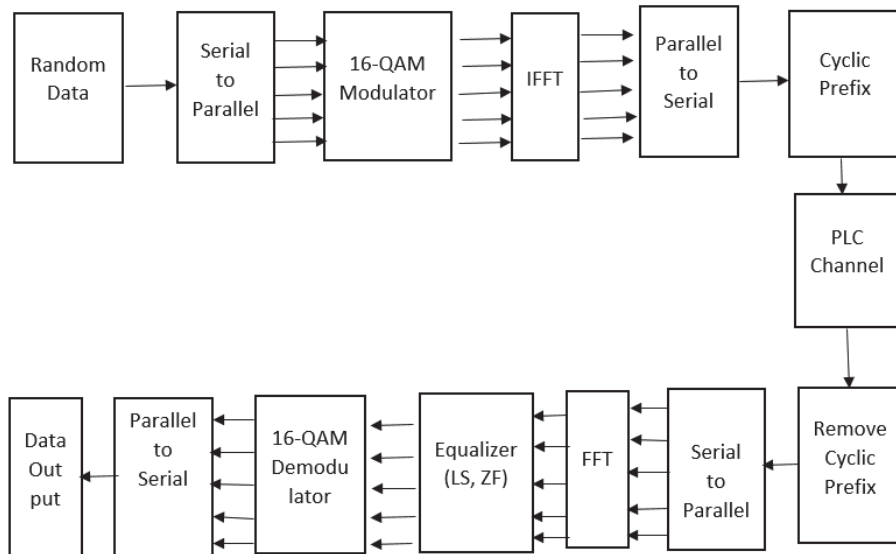 Random
Data
Serial
to
Parallel
16-QAM
Modulator
IFFT
Parallel
to
Serial
Cyclic
Prefix
PLC
Channel
Remove
Cyclic
Prefix
Serial
to
Parallel
FFT
Equalizer
(LS, ZF)
16-QAM
Demodu
lator
Parallel
to
Serial
Data
Out
put